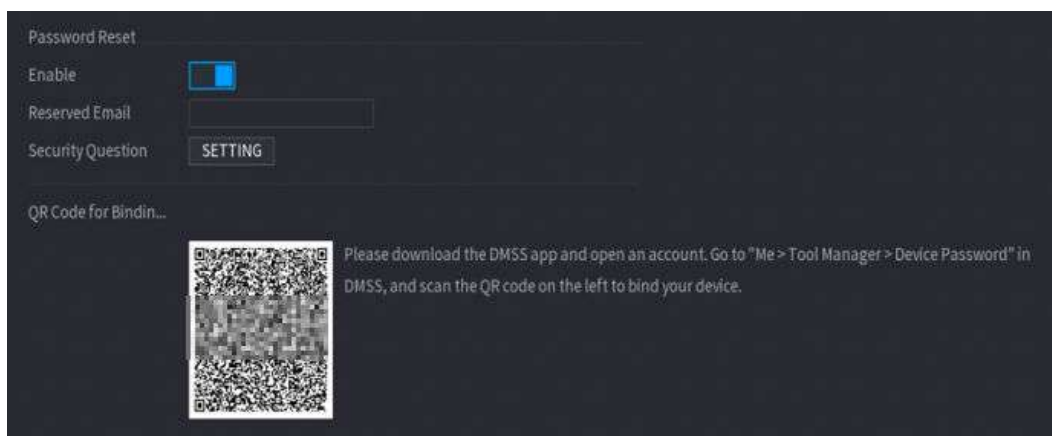 Password Reset
Enable
Reserved Email
Security Question SETTING
QR Code for Bindin...
Please download the DMSS app and open an account. Go to "Me > Tool Manager > Device Password" in
DMSS, and scan the QR code on the left to bind your device.